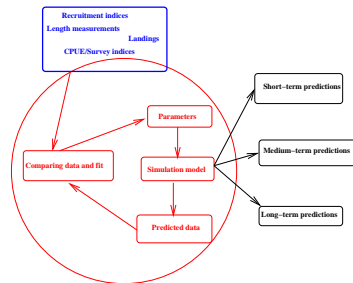 Recruitment indices
Length measurements
Landings
CPUE/Survey indices
Short−term predictions
Parameters
Comparing data and fit
Simulation model
Medium−term predictions
Predicted data
Long−term predictions